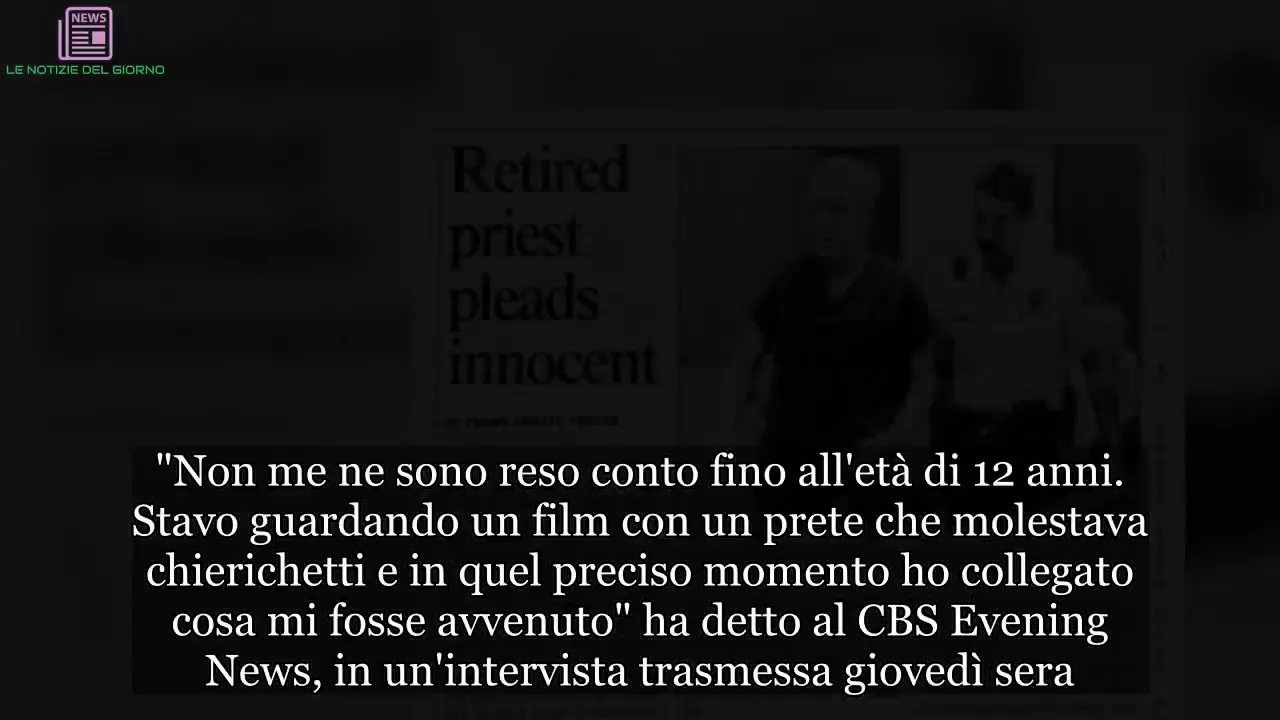 NEWS
LE NOTIZIE DEL GIORNO
Retired
priest
pleads
innocent
"Non me ne sono reso conto fino all'età di 12 anni.
Stavo guardando un film con un prete che molestava
chierichetti e in quel preciso momento ho collegato
cosa mi fosse avvenuto" ha detto al CBS Evening
News, in un'intervista trasmessa giovedì sera